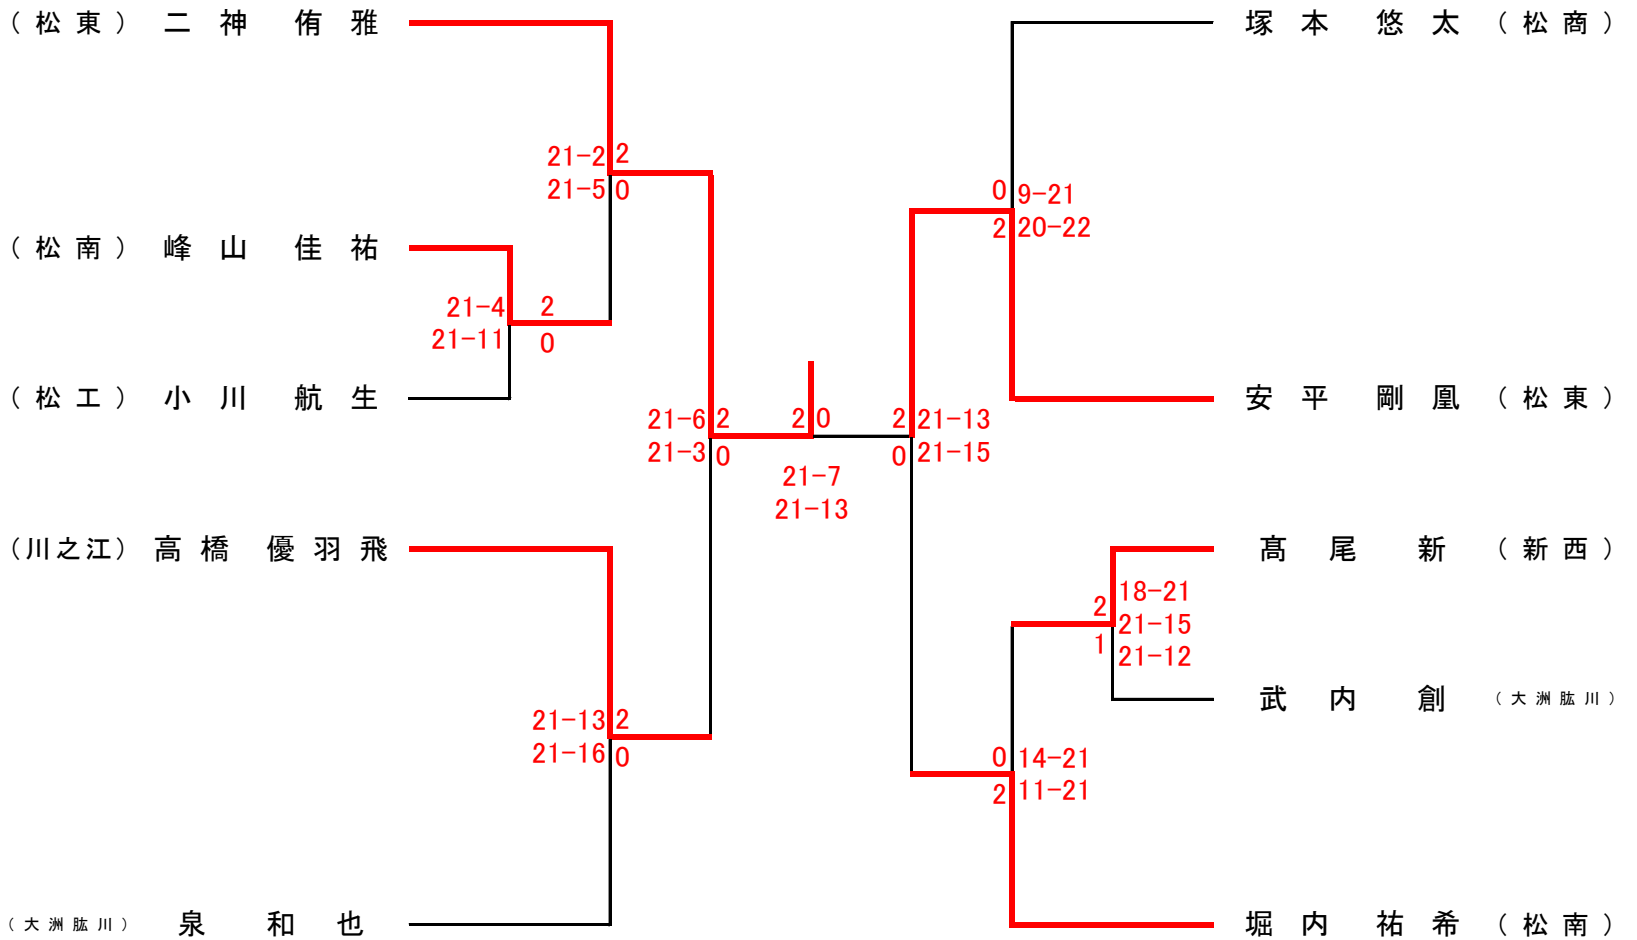 (松東) 二神 侑雅
塚本 悠太 (松商)
21-2 2
21-5 0
0 9-21
2 20-22
(松南) 峰山 佳祐
21-4 2
21-11 0
(松工) 小川 航生
安平 剛凰 (松東)
21-6 2
21-3 0
2 0
21-7
21-13
2 21-13
0 21-15
(川之江) 高橋 優羽飛
髙尾 新 (新西)
2 18-21
21-15
1 21-12
武内 創 (大洲肱川)
21-13 2
21-16 0
0 14-21
2 11-21
(大洲肱川) 泉 和也
堀内 祐希 (松南)